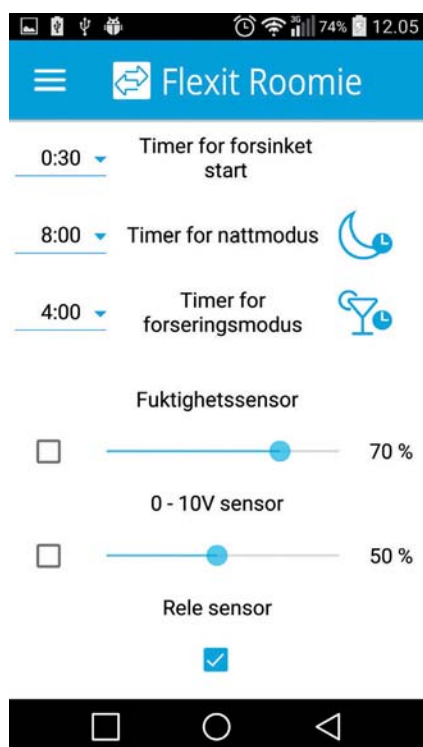 3G 74% 12.05
Flexit Roomie
0:30 Timer for forsinket
start
8:00 Timer for nattmodus
4:00 Timer for
forseringsmodus
Fuktighetssensor
70 %
0 - 10V sensor
50 %
Rele sensor